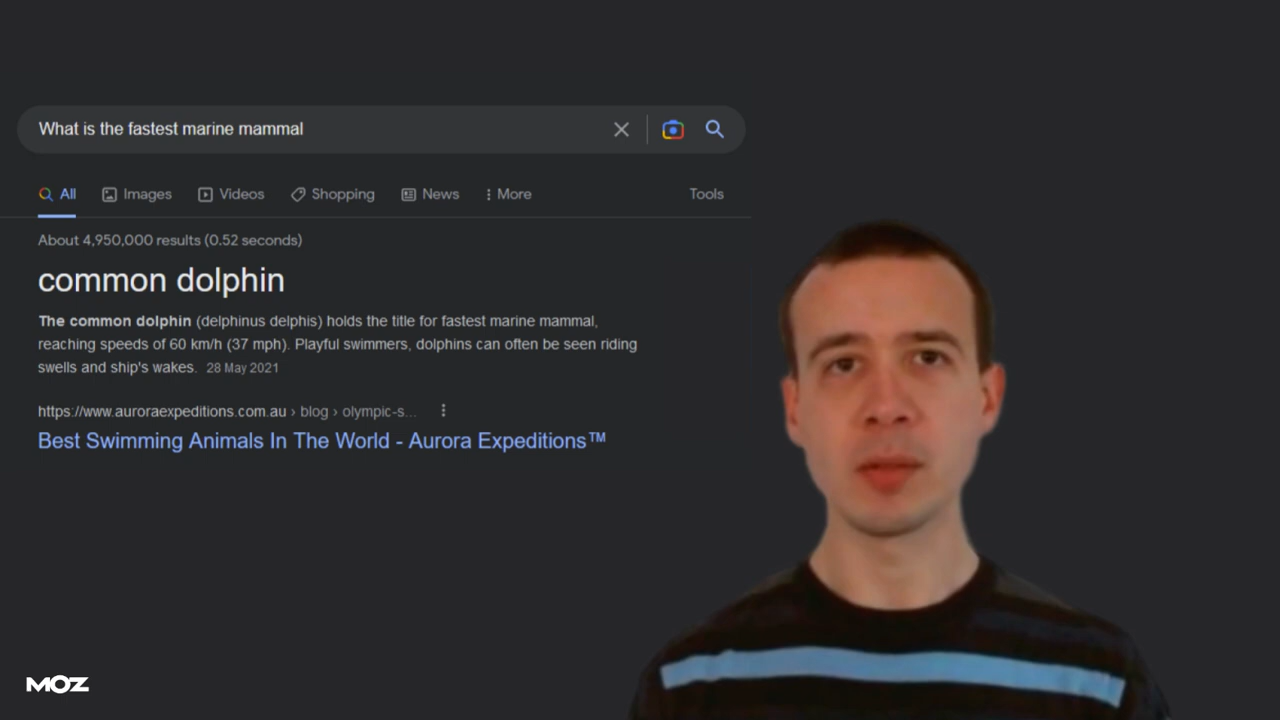 What is the fastest marine mammal
All Images Videos Shopping News More Tools
About 4,950,000 results (0.52 seconds)
common dolphin
The common dolphin (delphinus delphis) holds the title for fastest marine mammal,
reaching speeds of 60 km/h (37 mph). Playful swimmers, dolphins can often be seen riding
swells and ship's wakes. 28 May 2021
https://www.auroraexpeditions.com.au › blog › olympic-s...
Best Swimming Animals In The World - Aurora Expeditions™
MOZ